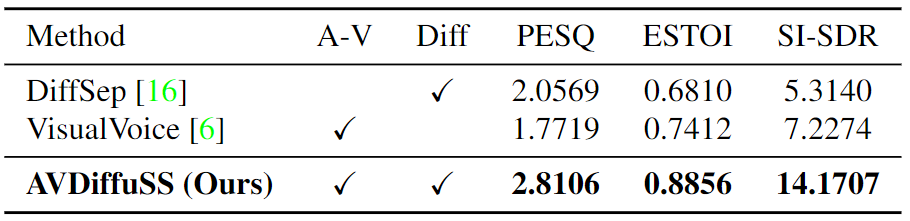 Method A-V Diff PESQ ESTOI SI-SDR
DiffSep [16] ✓ 2.0569 0.6810 5.3140
VisualVoice [6] ✓ 1.7719 0.7412 7.2274
AVDiffuSS (Ours) ✓ ✓ 2.8106 0.8856 14.1707